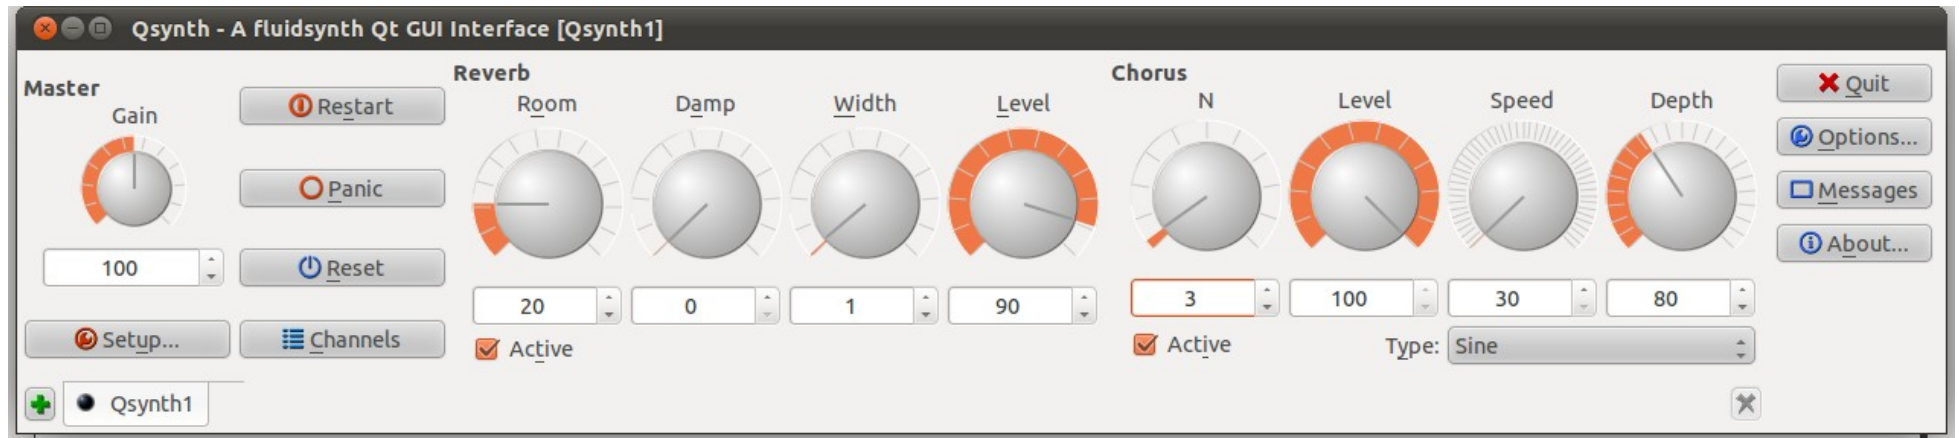 Qsynth - A fluidsynth Qt GUI Interface [Qsynth1]
Master
Gain
100
Setup...
Restart
Panic
Reset
Channels
Reverb
Room
Damp
Width
Level
20
0
1
90
Active
Chorus
N
Level
Speed
Depth
3
100
30
80
Active
Type: Sine
Quit
Options...
Messages
About...
Qsynth1